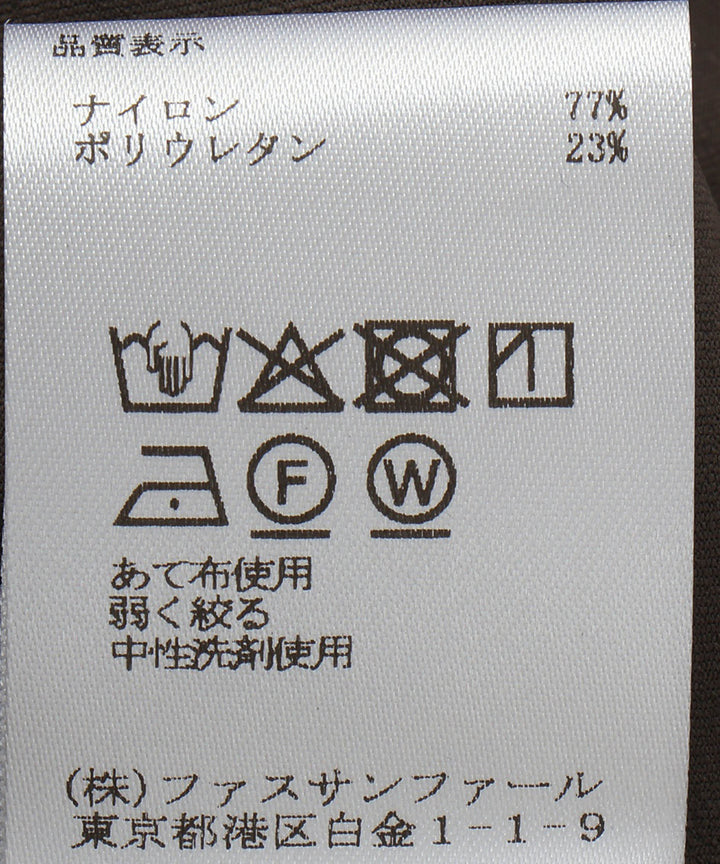 品質表示
ナイロン 77%
ポリウレタン 23%
F W
あて布使用
弱く絞る
中性洗剤使用
(株)ファスサンファール
東京都港区白金1-1-9